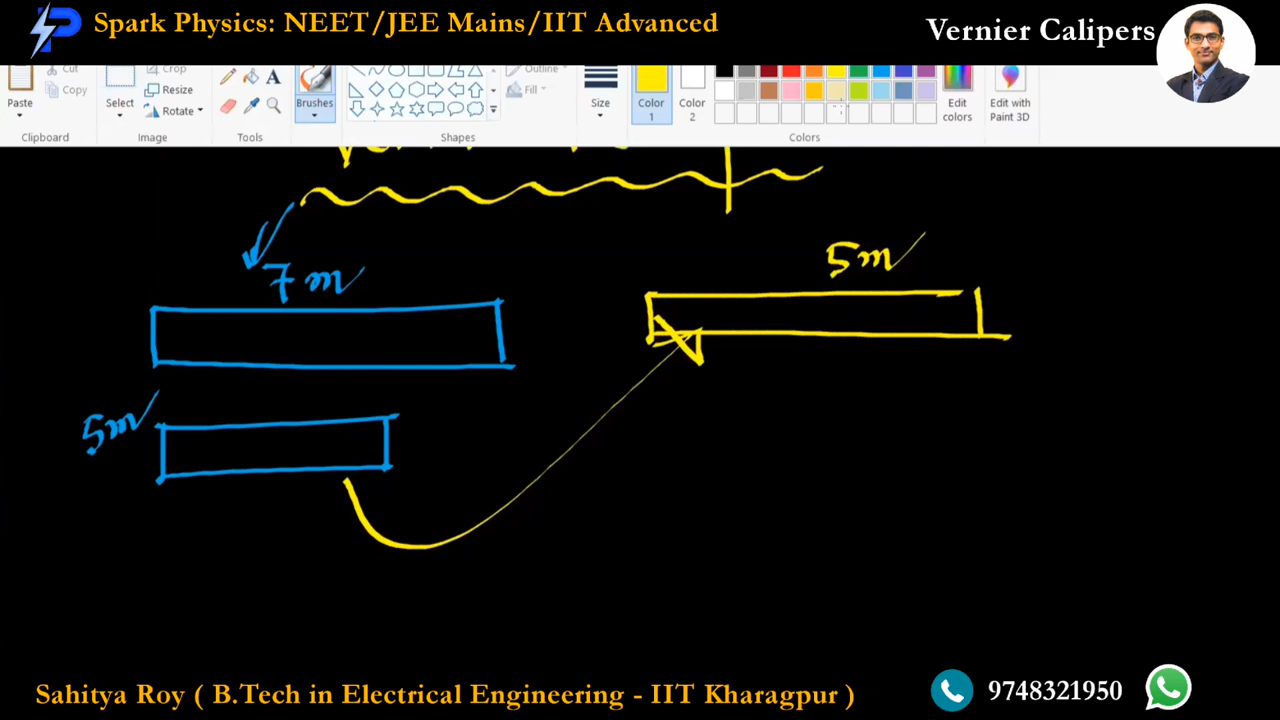 Spark Physics: NEET/JEE Mains/IIT Advanced
Vernier Calipers
Paste
Cut
Copy
Clipboard
Select
Crop
Resize
Rotate
Image
A
Tools
Brushes
Shapes
Outline
Fill
Size
Color 1
Color 2
Edit colors
Edit with Paint 3D
Colors
7 m
5m
5m
Sahitya Roy ( B.Tech in Electrical Engineering - IIT Kharagpur )
9748321950